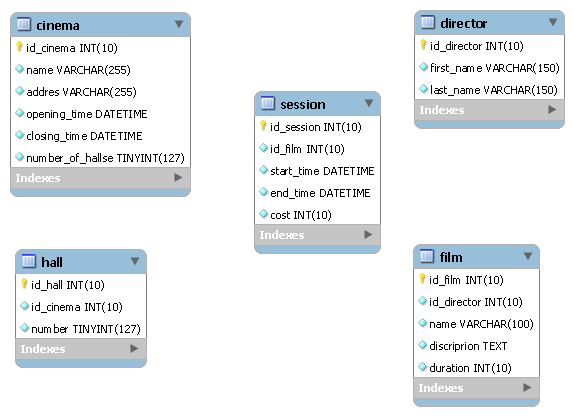 cinema
id_cinema INT(10)
name VARCHAR(255)
addres VARCHAR(255)
opening_time DATETIME
closing_time DATETIME
number_of_hallse TINYINT(127)
Indexes
director
id_director INT(10)
first_name VARCHAR(150)
last_name VARCHAR(150)
Indexes
session
id_session INT(10)
id_film INT(10)
start_time DATETIME
end_time DATETIME
cost INT(10)
Indexes
hall
id_hall INT(10)
id_cinema INT(10)
number TINYINT(127)
Indexes
film
id_film INT(10)
id_director INT(10)
name VARCHAR(100)
discriprion TEXT
duration INT(10)
Indexes